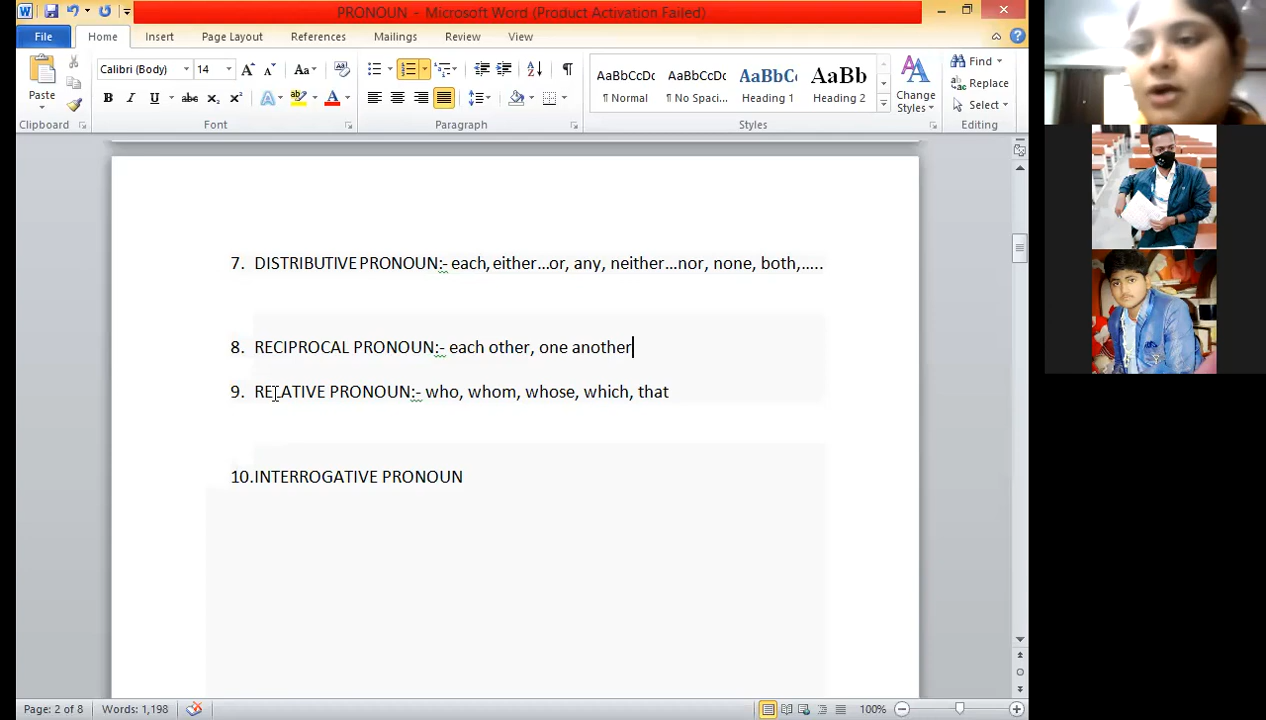 PRONOUN - Microsoft Word (Product Activation Failed)
File Home Insert Page Layout References Mailings Review View
Paste
Calibri (Body) 14
B I U abc X₂ X² A A
AaBbCcDc AaBbCcDc AaBbCc AaBb
¶ Normal ¶ No Spaci... Heading 1 Heading 2
Change Styles
Find
Replace
Select
Clipboard Font Paragraph Styles Editing
7. DISTRIBUTIVE PRONOUN:- each, either...or, any, neither...nor, none, both,.....
8. RECIPROCAL PRONOUN:- each other, one another
9. RELATIVE PRONOUN:- who, whom, whose, which, that
10.INTERROGATIVE PRONOUN
Page: 2 of 8 Words: 1,198 100%